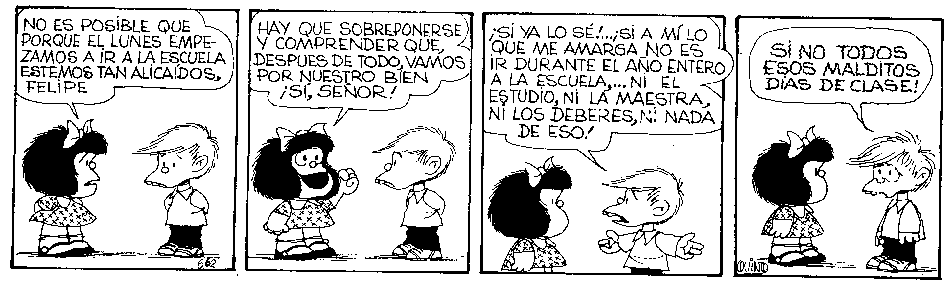 NO ES POSIBLE QUE
PORQUE EL LUNES EMPE-
ZAMOS A IR A LA ESCUELA
ESTEMOS TAN ALICAÍDOS,
FELIPE
HAY QUE SOBREPONERSE
Y COMPRENDER QUE,
DESPUES DE TODO, VAMOS
POR NUESTRO BIEN
¡SÍ, SEÑOR!
¡SÍ YA LO SÉ!...¡SI A MÍ LO
QUE ME AMARGA NO ES
IR DURANTE EL AÑO ENTERO
A LA ESCUELA,... NI EL
ESTUDIO, NI LA MAESTRA,
NI LOS DEBERES, NI NADA
DE ESO!
SINO TODOS
ESOS MALDITOS
DÍAS DE CLASE!
662
QUINO